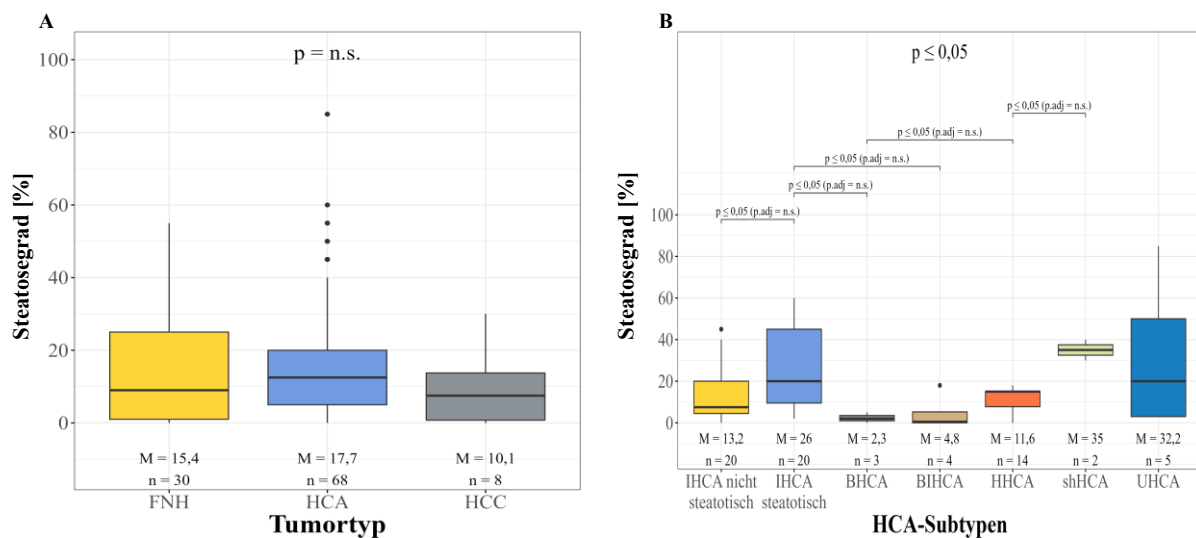 A
p = n.s.
Steatosegrad [%]
100
80
60
40
20
0
M = 15,4
M = 17,7
M = 10,1
n = 30
n = 68
n = 8
FNH
HCA
HCC
Tumortyp
B
p ≤ 0,05
p ≤ 0,05 (p.adj = n.s.)
p ≤ 0,05 (p.adj = n.s.)
p ≤ 0,05 (p.adj = n.s.)
p ≤ 0,05 (p.adj = n.s.)
p ≤ 0,05 (p.adj = n.s.)
Steatosegrad [%]
100
80
60
40
20
0
M = 13,2
M = 26
M = 2,3
M = 4,8
M = 11,6
M = 35
M = 32,2
n = 20
n = 20
n = 3
n = 4
n = 14
n = 2
n = 5
IHCA nicht
steatotisch
IHCA
steatotisch
BHCA
BIHCA
HHCA
shHCA
UHCA
HCA-Subtypen